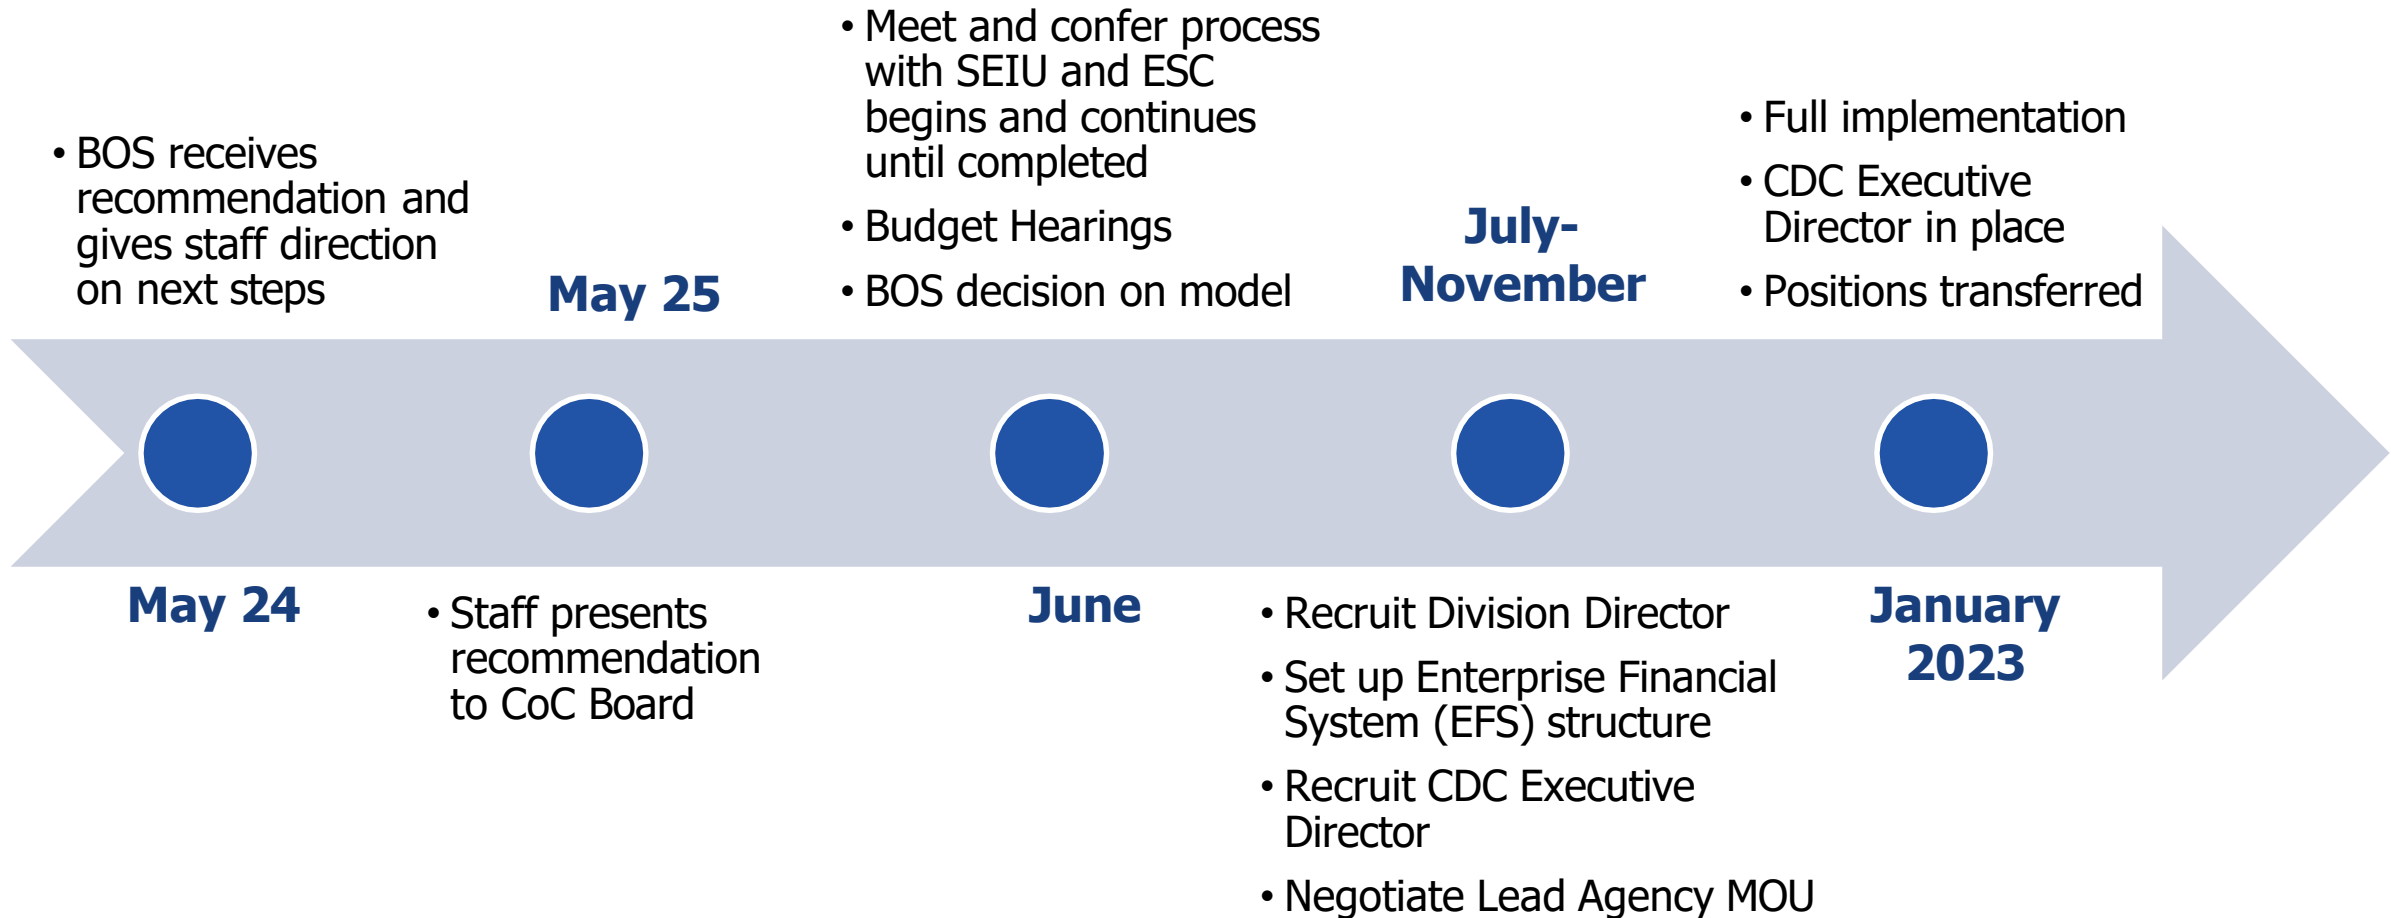 • BOS receives
recommendation and
gives staff direction
on next steps
May 24
May 25
• Staff presents
recommendation
to CoC Board
• Meet and confer process
with SEIU and ESC
begins and continues
until completed
• Budget Hearings
• BOS decision on model
June
July-
November
• Recruit Division Director
• Set up Enterprise Financial
System (EFS) structure
• Recruit CDC Executive
Director
• Negotiate Lead Agency MOU
• Full implementation
• CDC Executive
Director in place
• Positions transferred
January
2023